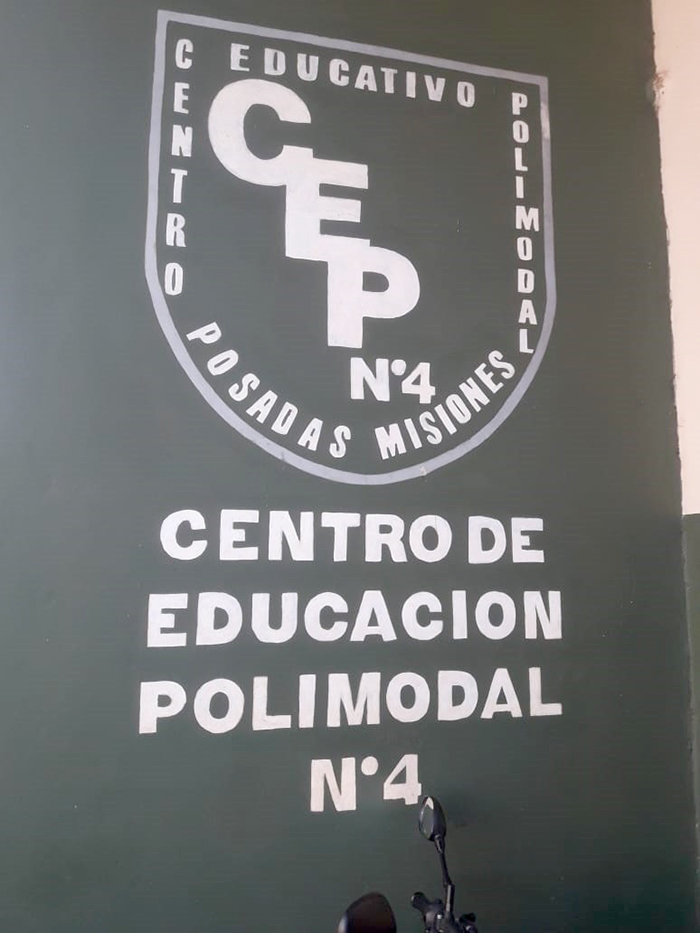 CENTRO EDUCATIVO POLIMODAL
CEP
N°4
POSADAS MISIONES
CENTRO DE
EDUCACION
POLIMODAL
N°4